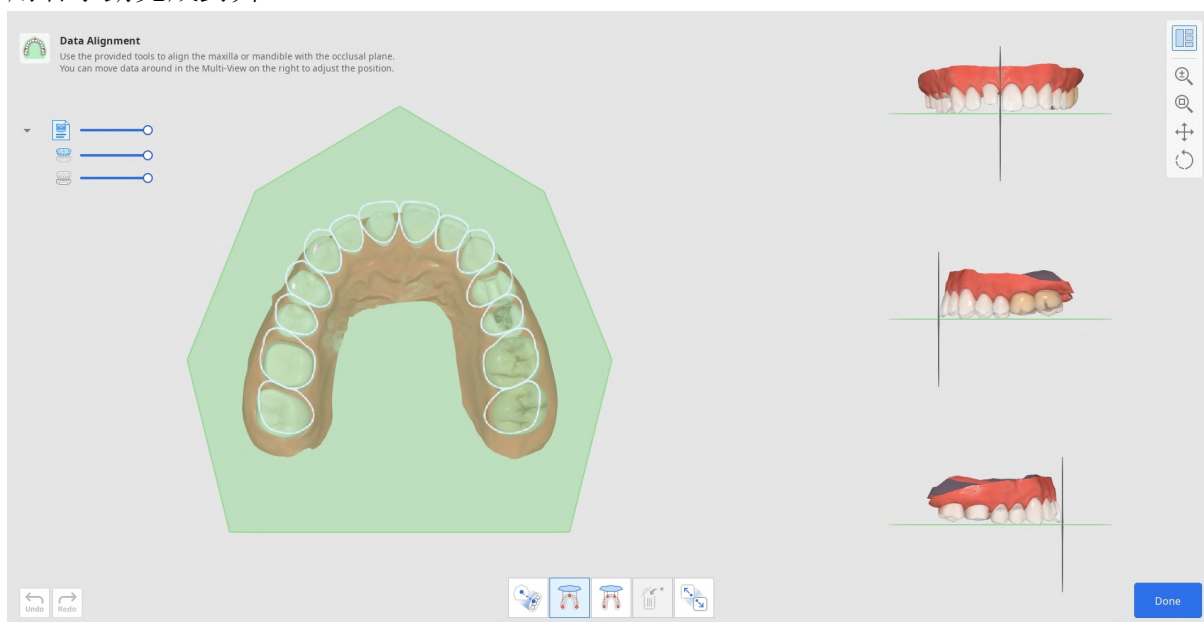 Data Alignment
Use the provided tools to align the maxilla or mandible with the occlusal plane.
You can move data around in the Multi-View on the right to adjust the position.
Undo
Redo
Done